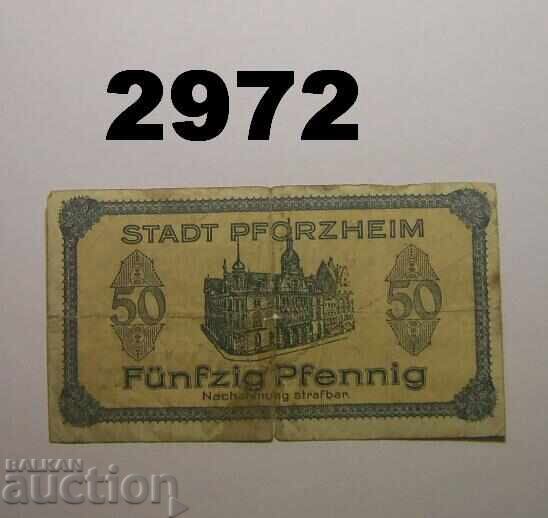 2972
STADT PFORZHEIM
50 50
Fünfzig Pfennig
Nachahmung strafbar.
BALKAN
auction